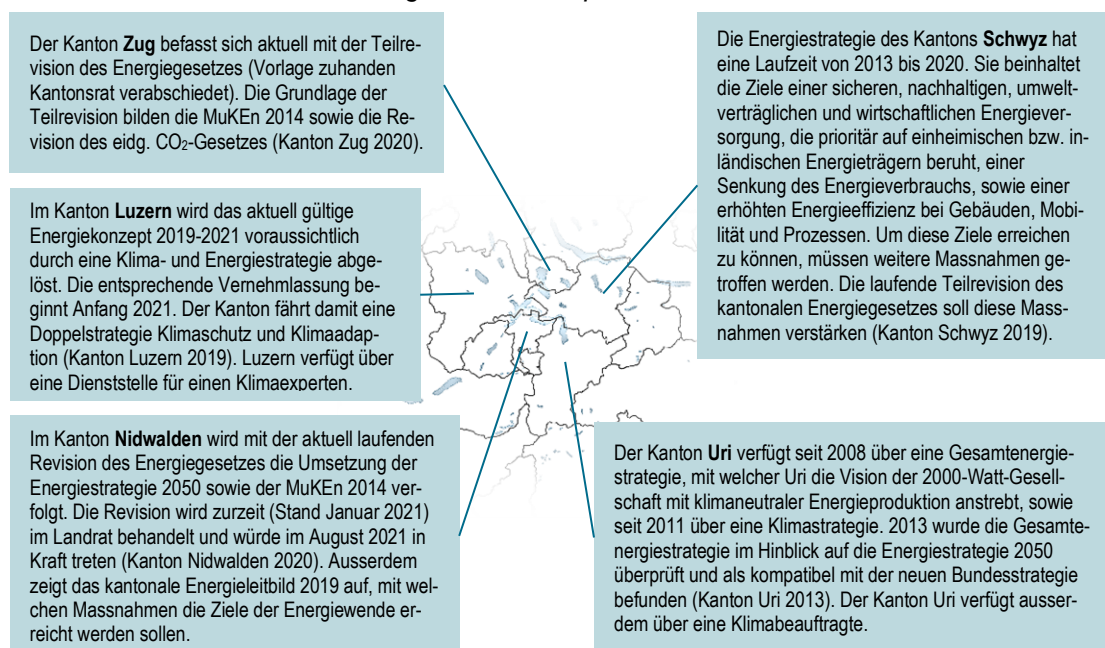 Der Kanton Zug befasst sich aktuell mit der Teilre-
vision des Energiegesetzes (Vorlage zuhanden
Kantonsrat verabschiedet). Die Grundlage der
Teilrevision bilden die MuKEn 2014 sowie die Re-
vision des eidg. CO₂-Gesetzes (Kanton Zug 2020).
Im Kanton Luzern wird das aktuell gültige
Energiekonzept 2019-2021 voraussichtlich
durch eine Klima- und Energiestrategie abge-
löst. Die entsprechende Vernehmlassung be-
ginnt Anfang 2021. Der Kanton fährt damit eine
Doppelstrategie Klimaschutz und Klimaadap-
tion (Kanton Luzern 2019). Luzern verfügt über
eine Dienststelle für einen Klimaexperten.
Im Kanton Nidwalden wird mit der aktuell laufenden
Revision des Energiegesetzes die Umsetzung der
Energiestrategie 2050 sowie der MuKEn 2014 ver-
folgt. Die Revision wird zurzeit (Stand Januar 2021)
im Landrat behandelt und würde im August 2021 in
Kraft treten (Kanton Nidwalden 2020). Ausserdem
zeigt das kantonale Energieleitbild 2019 auf, mit wel-
chen Massnahmen die Ziele der Energiewende er-
reicht werden sollen.
Die Energiestrategie des Kantons Schwyz hat
eine Laufzeit von 2013 bis 2020. Sie beinhaltet
die Ziele einer sicheren, nachhaltigen, umwelt-
verträglichen und wirtschaftlichen Energiever-
sorgung, die prioritär auf einheimischen bzw. in-
ländischen Energieträgern beruht, einer
Senkung des Energieverbrauchs, sowie einer
erhöhten Energieeffizienz bei Gebäuden, Mobi-
lität und Prozessen. Um diese Ziele erreichen
zu können, müssen weitere Massnahmen ge-
troffen werden. Die laufende Teilrevision des
kantonalen Energiegesetzes soll diese Mass-
nahmen verstärken (Kanton Schwyz 2019).
Der Kanton Uri verfügt seit 2008 über eine Gesamtenergie-
strategie, mit welcher Uri die Vision der 2000-Watt-Gesell-
schaft mit klimaneutraler Energieproduktion anstrebt, sowie
seit 2011 über eine Klimastrategie. 2013 wurde die Gesamte-
nergiestrategie im Hinblick auf die Energiestrategie 2050
überprüft und als kompatibel mit der neuen Bundesstrategie
befunden (Kanton Uri 2013). Der Kanton Uri verfügt ausser-
dem über eine Klimabeauftragte.